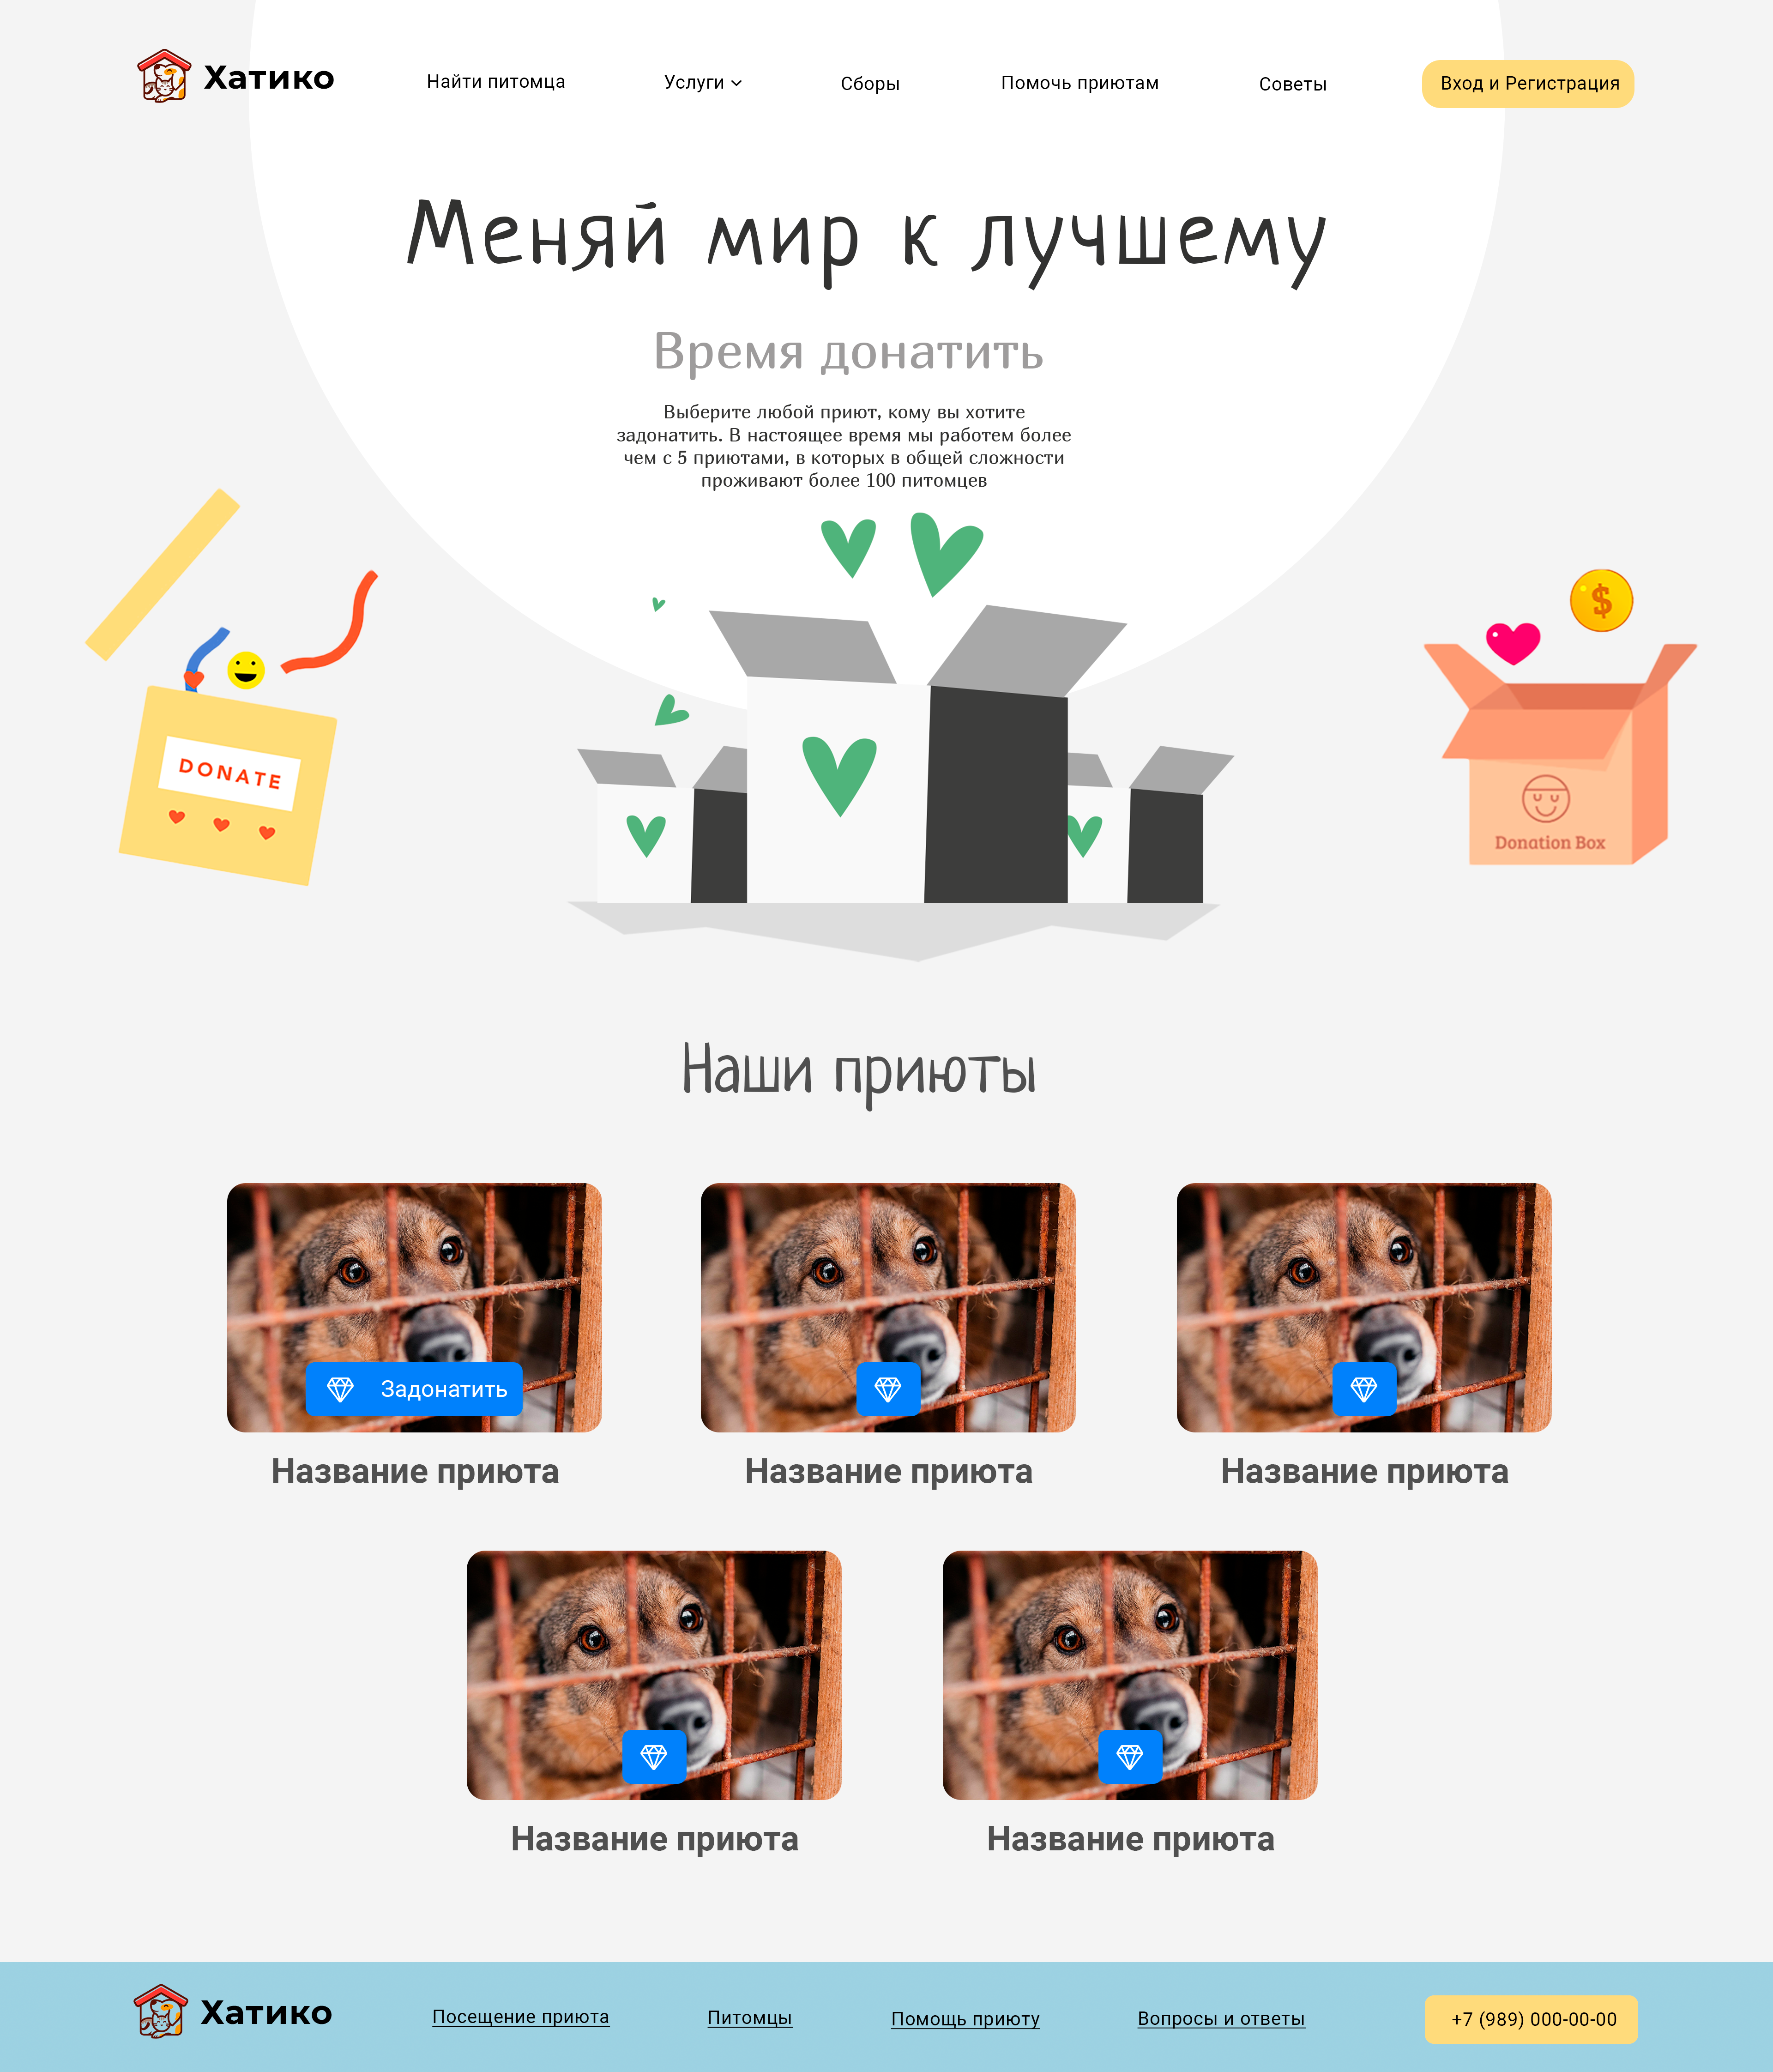 Хатико
Найти питомца
Услуги
Сборы
Помочь приютам
Советы
Вход и Регистрация
Меняй мир к лучшему
Время донатить
Выберите любой приют, кому вы хотите
задонатить. В настоящее время мы работем более
чем с 5 приютами, в которых в общей сложности
проживают более 100 питомцев
$
DONATE
Donation Box
Наши приюты
Задонатить
Название приюта
Название приюта
Название приюта
Название приюта
Название приюта
Хатико
Посещение приюта
Питомцы
Помощь приюту
Вопросы и ответы
+7 (989) 000-00-00